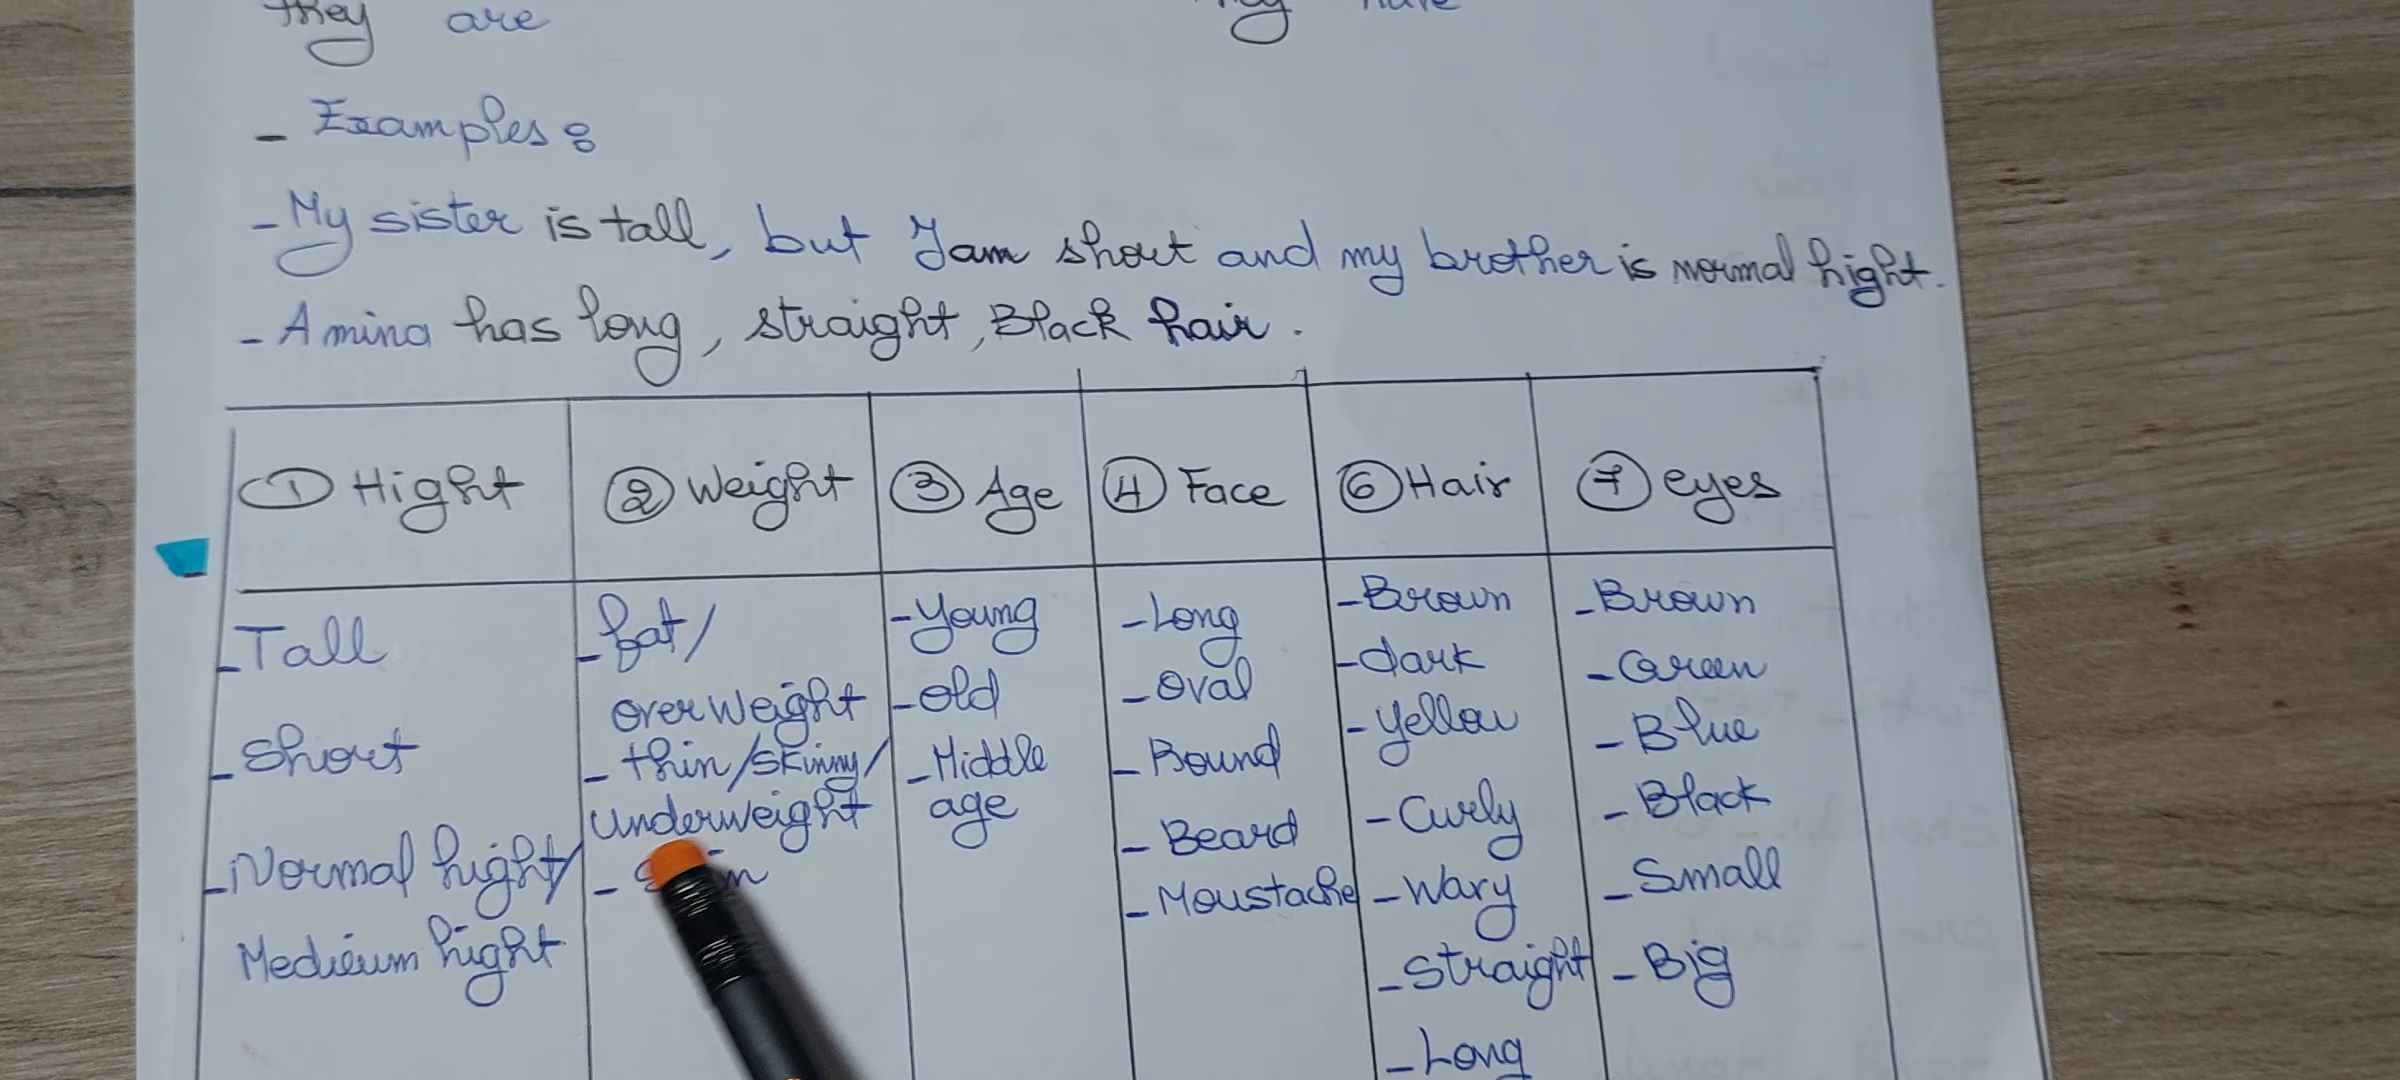 they are
have
- Examples :
- My sister is tall, but I am short and my brother is normal hight.
- Amina has long, straight, Black hair.
① Hight ② Weight ③ Age ④ Face ⑥ Hair ⑦ eyes
- Tall
- Short
- Normal hight/
Medieum hight
- fat/
overweight
- thin/skinny/
underweight
- Young
- Old
- Middle
age
- Long
- Oval
- Round
- Beard
- Moustache
- Brown
- dark
- Yellow
- Curly
- Wavy
- Straight
- Long
- Brown
- Green
- Blue
- Black
- Small
- Big